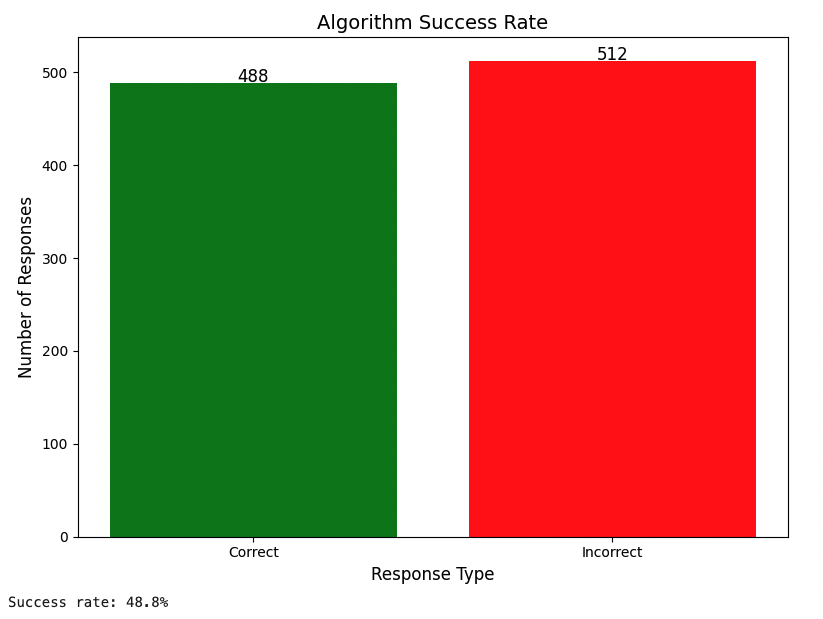 Algorithm Success Rate
488
512
500
400
300
200
100
0
Number of Responses
Correct
Incorrect
Response Type
Success rate: 48.8%